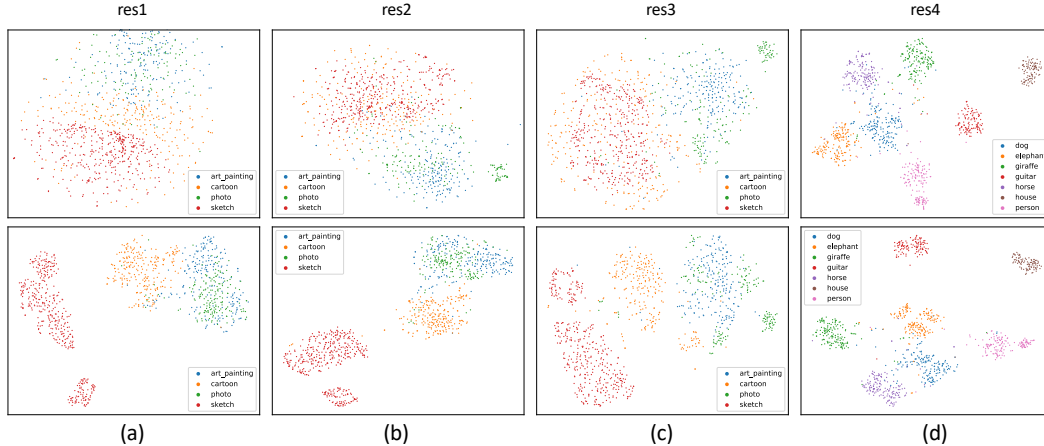 res1
res2
res3
res4
art_painting
cartoon
photo
sketch
art_painting
cartoon
photo
sketch
art_painting
cartoon
photo
sketch
dog
elephant
giraffe
guitar
horse
house
person
art_painting
cartoon
photo
sketch
art_painting
cartoon
photo
sketch
art_painting
cartoon
photo
sketch
dog
elephant
giraffe
guitar
horse
house
person
(a)
(b)
(c)
(d)